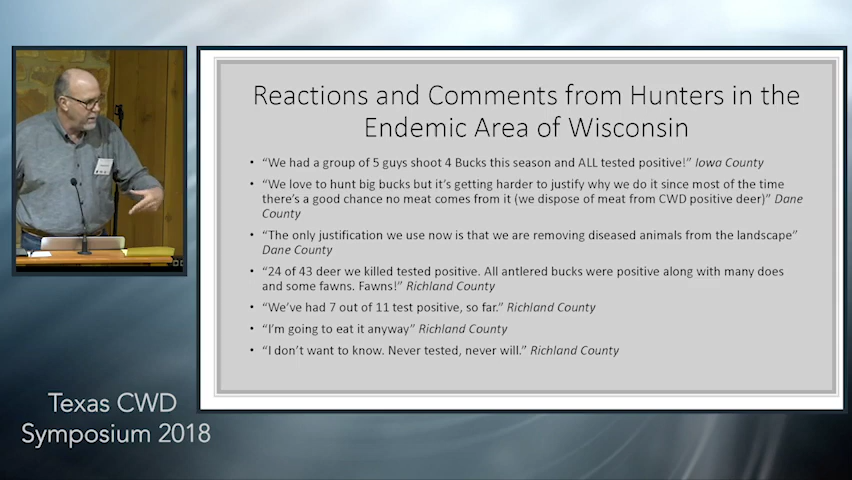 Reactions and Comments from Hunters in the
Endemic Area of Wisconsin
• “We had a group of 5 guys shoot 4 Bucks this season and ALL tested positive!” Iowa County
• “We love to hunt big bucks but it’s getting harder to justify why we do it since most of the time
there’s a good chance no meat comes from it (we dispose of meat from CWD positive deer)” Dane
County
• “The only justification we use now is that we are removing diseased animals from the landscape”
Dane County
• “24 of 43 deer we killed tested positive. All antlered bucks were positive along with many does
and some fawns. Fawns!” Richland County
• “We’ve had 7 out of 11 test positive, so far.” Richland County
• “I’m going to eat it anyway” Richland County
• “I don’t want to know. Never tested, never will.” Richland County
Texas CWD
Symposium 2018